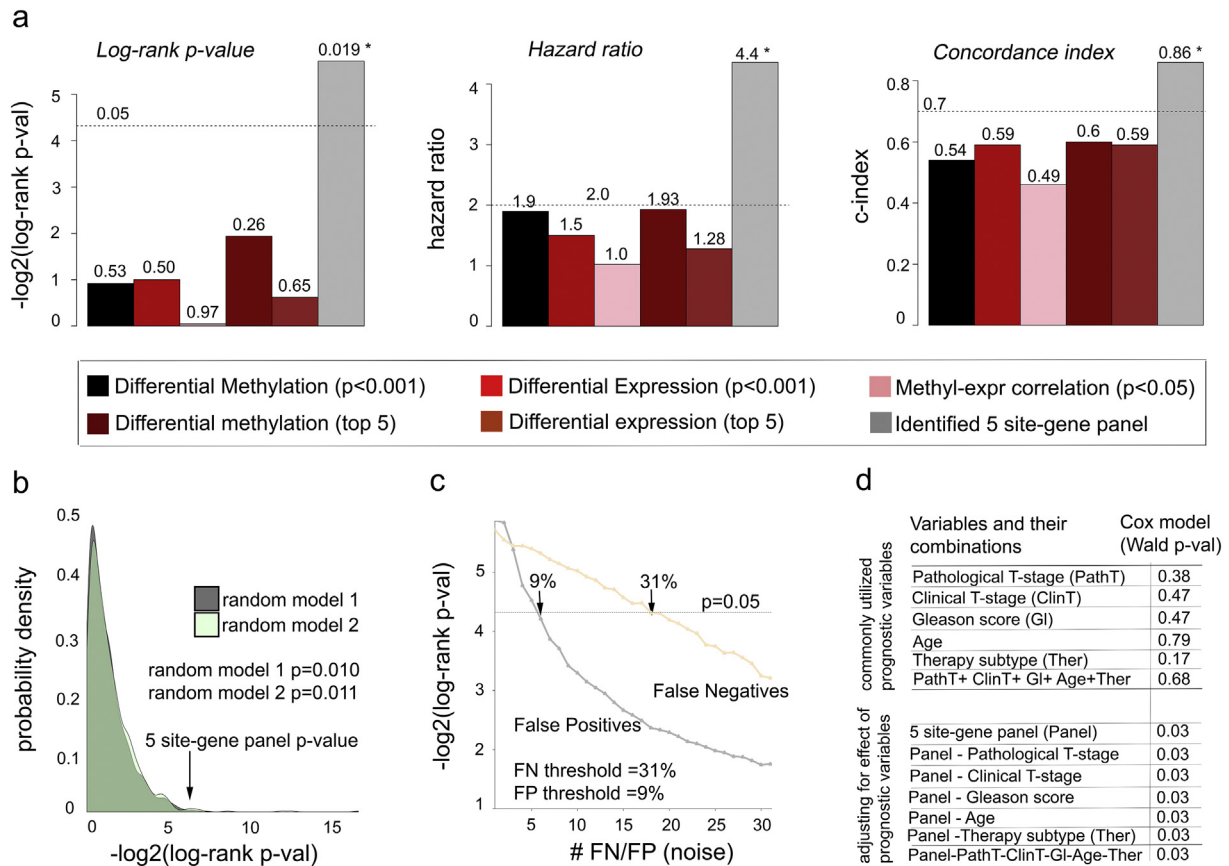 a
Log-rank p-value
Hazard ratio
Concordance index
-log2(log-rank p-val)
5
4
3
2
1
0
0.05
0.53
0.50
0.97
0.26
0.65
0.019 *
hazard ratio
4
3
2
1
0
2.0
1.9
1.5
1.0
1.93
1.28
4.4 *
c-index
0.8
0.6
0.4
0.2
0
0.7
0.54
0.59
0.49
0.6
0.59
0.86 *
Differential Methylation (p<0.001)
Differential Expression (p<0.001)
Methyl-expr correlation (p<0.05)
Differential methylation (top 5)
Differential expression (top 5)
Identified 5 site-gene panel
b
probability density
0.5
0.4
0.3
0.2
0.1
0
random model 1
random model 2
random model 1 p=0.010
random model 2 p=0.011
5 site-gene panel p-value
0
5
10
15
-log2(log-rank p-val)
c
-log2(log-rank p-val)
5
4
3
2
1
9%
31%
p=0.05
False Negatives
False Positives
FN threshold =31%
FP threshold =9%
5
10
15
20
25
30
# FN/FP (noise)
d
Variables and their
combinations
Cox model
(Wald p-val)
commonly utilized
prognostic variables
Pathological T-stage (PathT) 0.38
Clinical T-stage (ClinT) 0.47
Gleason score (Gl) 0.47
Age 0.79
Therapy subtype (Ther) 0.17
PathT+ ClinT+ Gl+ Age+Ther 0.68
adjusting for effect of
prognostic variables
5 site-gene panel (Panel) 0.03
Panel - Pathological T-stage 0.03
Panel - Clinical T-stage 0.03
Panel - Gleason score 0.03
Panel - Age 0.03
Panel -Therapy subtype (Ther) 0.03
Panel-PathT-ClinT-Gl-Age-Ther 0.03